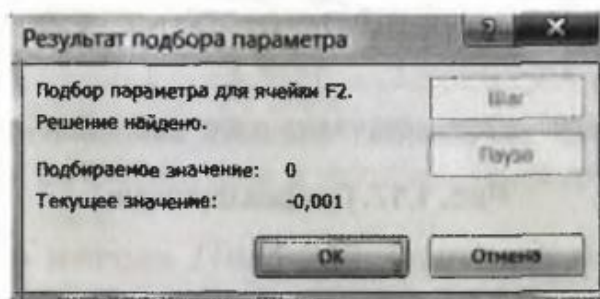 Результат подбора параметра
Подбор параметра для ячейки F2.
Решение найдено.
Подбираемое значение: 0
Текущее значение: -0,001
Шаг
Пауза
ОК
Отмена